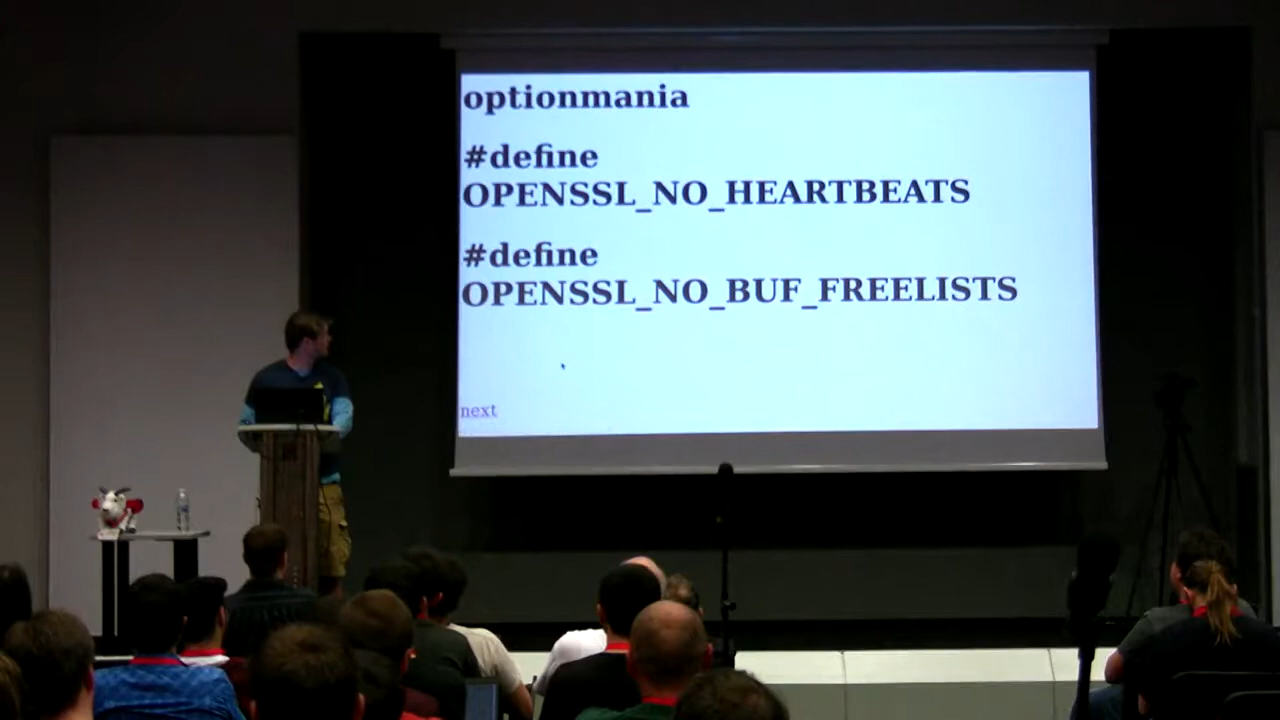 optionmania
#define
OPENSSL_NO_HEARTBEATS
#define
OPENSSL_NO_BUF_FREELISTS
next